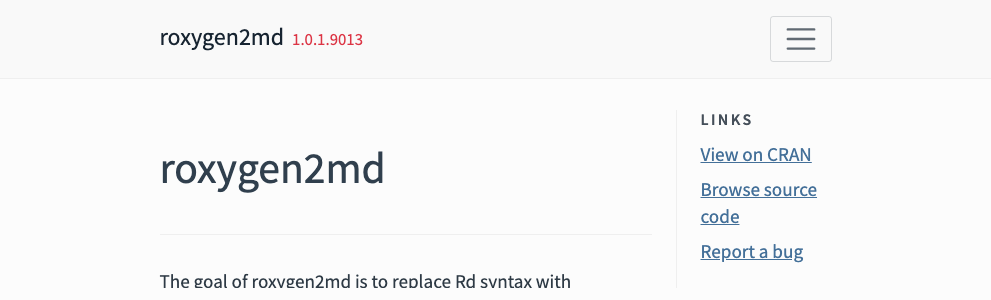 roxygen2md 1.0.1.9013
roxygen2md
The goal of roxygen2md is to replace Rd syntax with
LINKS
View on CRAN
Browse source
code
Report a bug